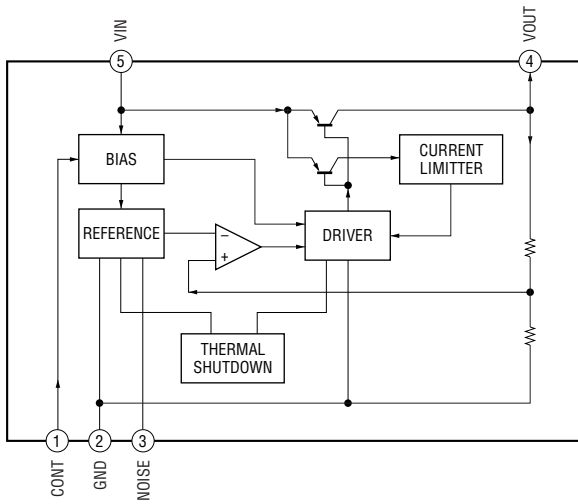 VIN
VOUT
5
4
BIAS
CURRENT
LIMITTER
REFERENCE
−
+
DRIVER
THERMAL
SHUTDOWN
1
2
3
CONT
GND
NOISE